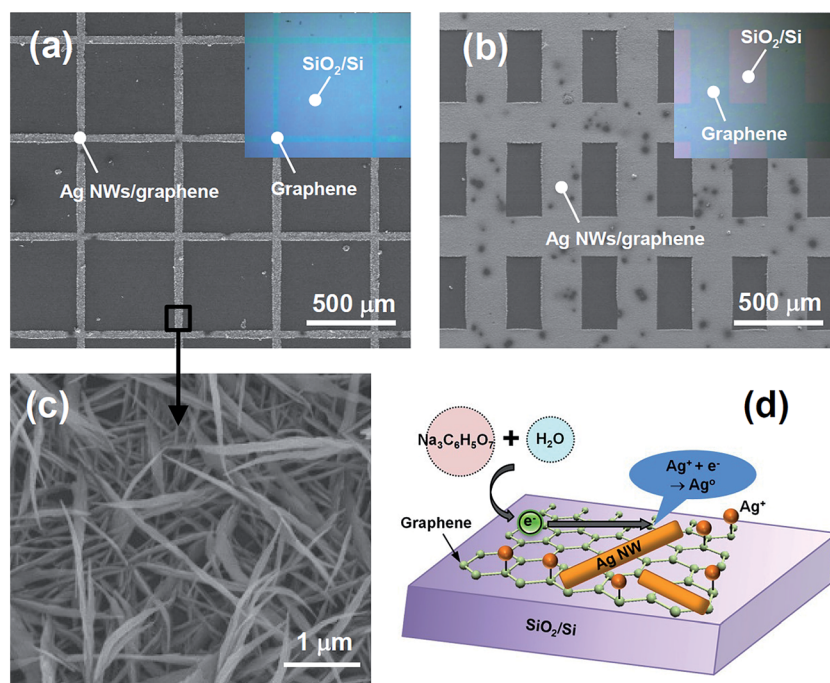 (a)
SiO₂/Si
Ag NWs/graphene
Graphene
500 μm
(b)
SiO₂/Si
Graphene
Ag NWs/graphene
500 μm
(c)
1 μm
(d)
Na₃C₆H₅O₇ + H₂O
Ag⁺ + e⁻
→ Ag⁰
Ag⁺
e⁻
Graphene
Ag NW
SiO₂/Si